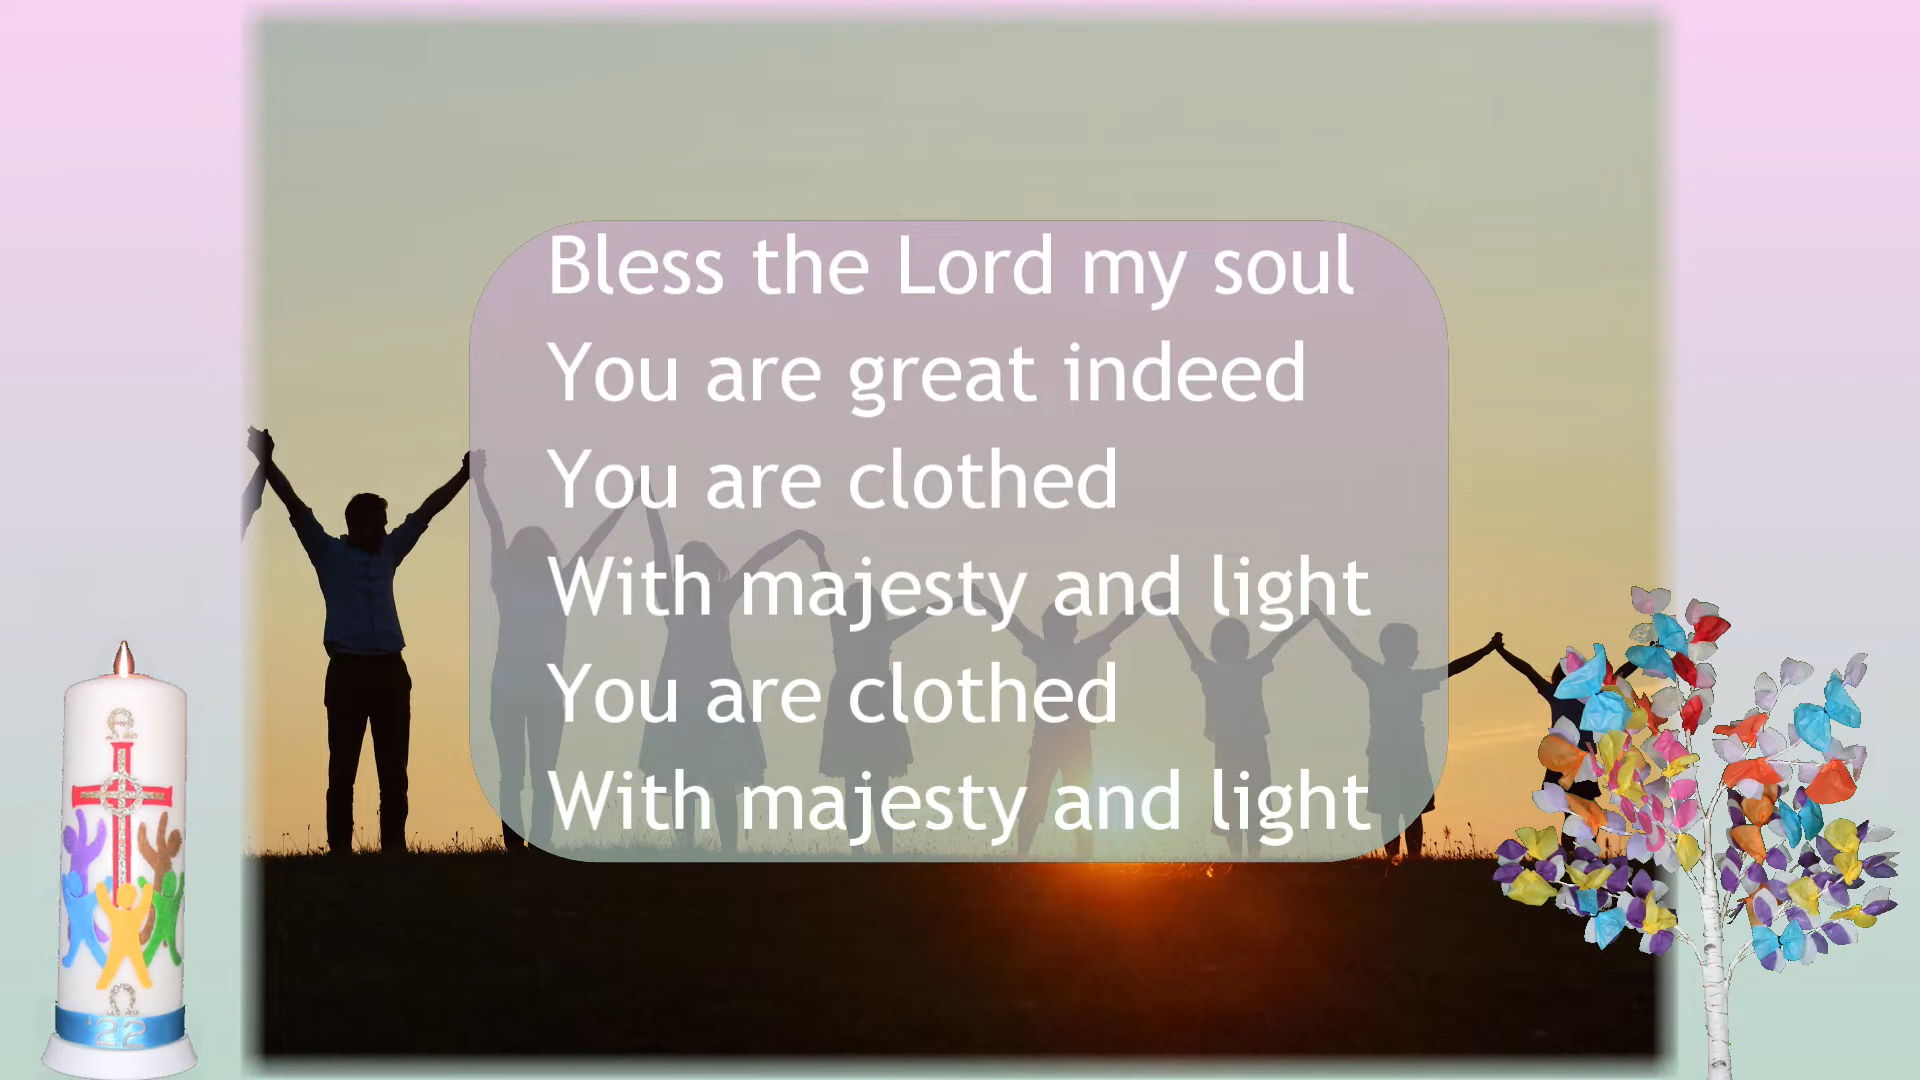 Bless the Lord my soul
You are great indeed
You are clothed
With majesty and light
You are clothed
With majesty and light
'22